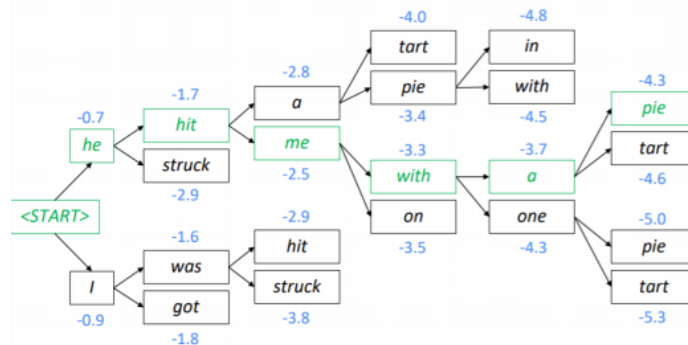 -4.0 -4.8
tart in
-2.8 -4.3
-1.7 a pie with pie
-0.7 -3.4 -4.5
hit -3.3 -3.7 tart
he me
struck with a -4.6
-2.5
-2.9 on one -5.0
<START> -2.9
-1.6 -3.5 -4.3 pie
hit
was tart
I struck
got -5.3
-0.9 -3.8
-1.8